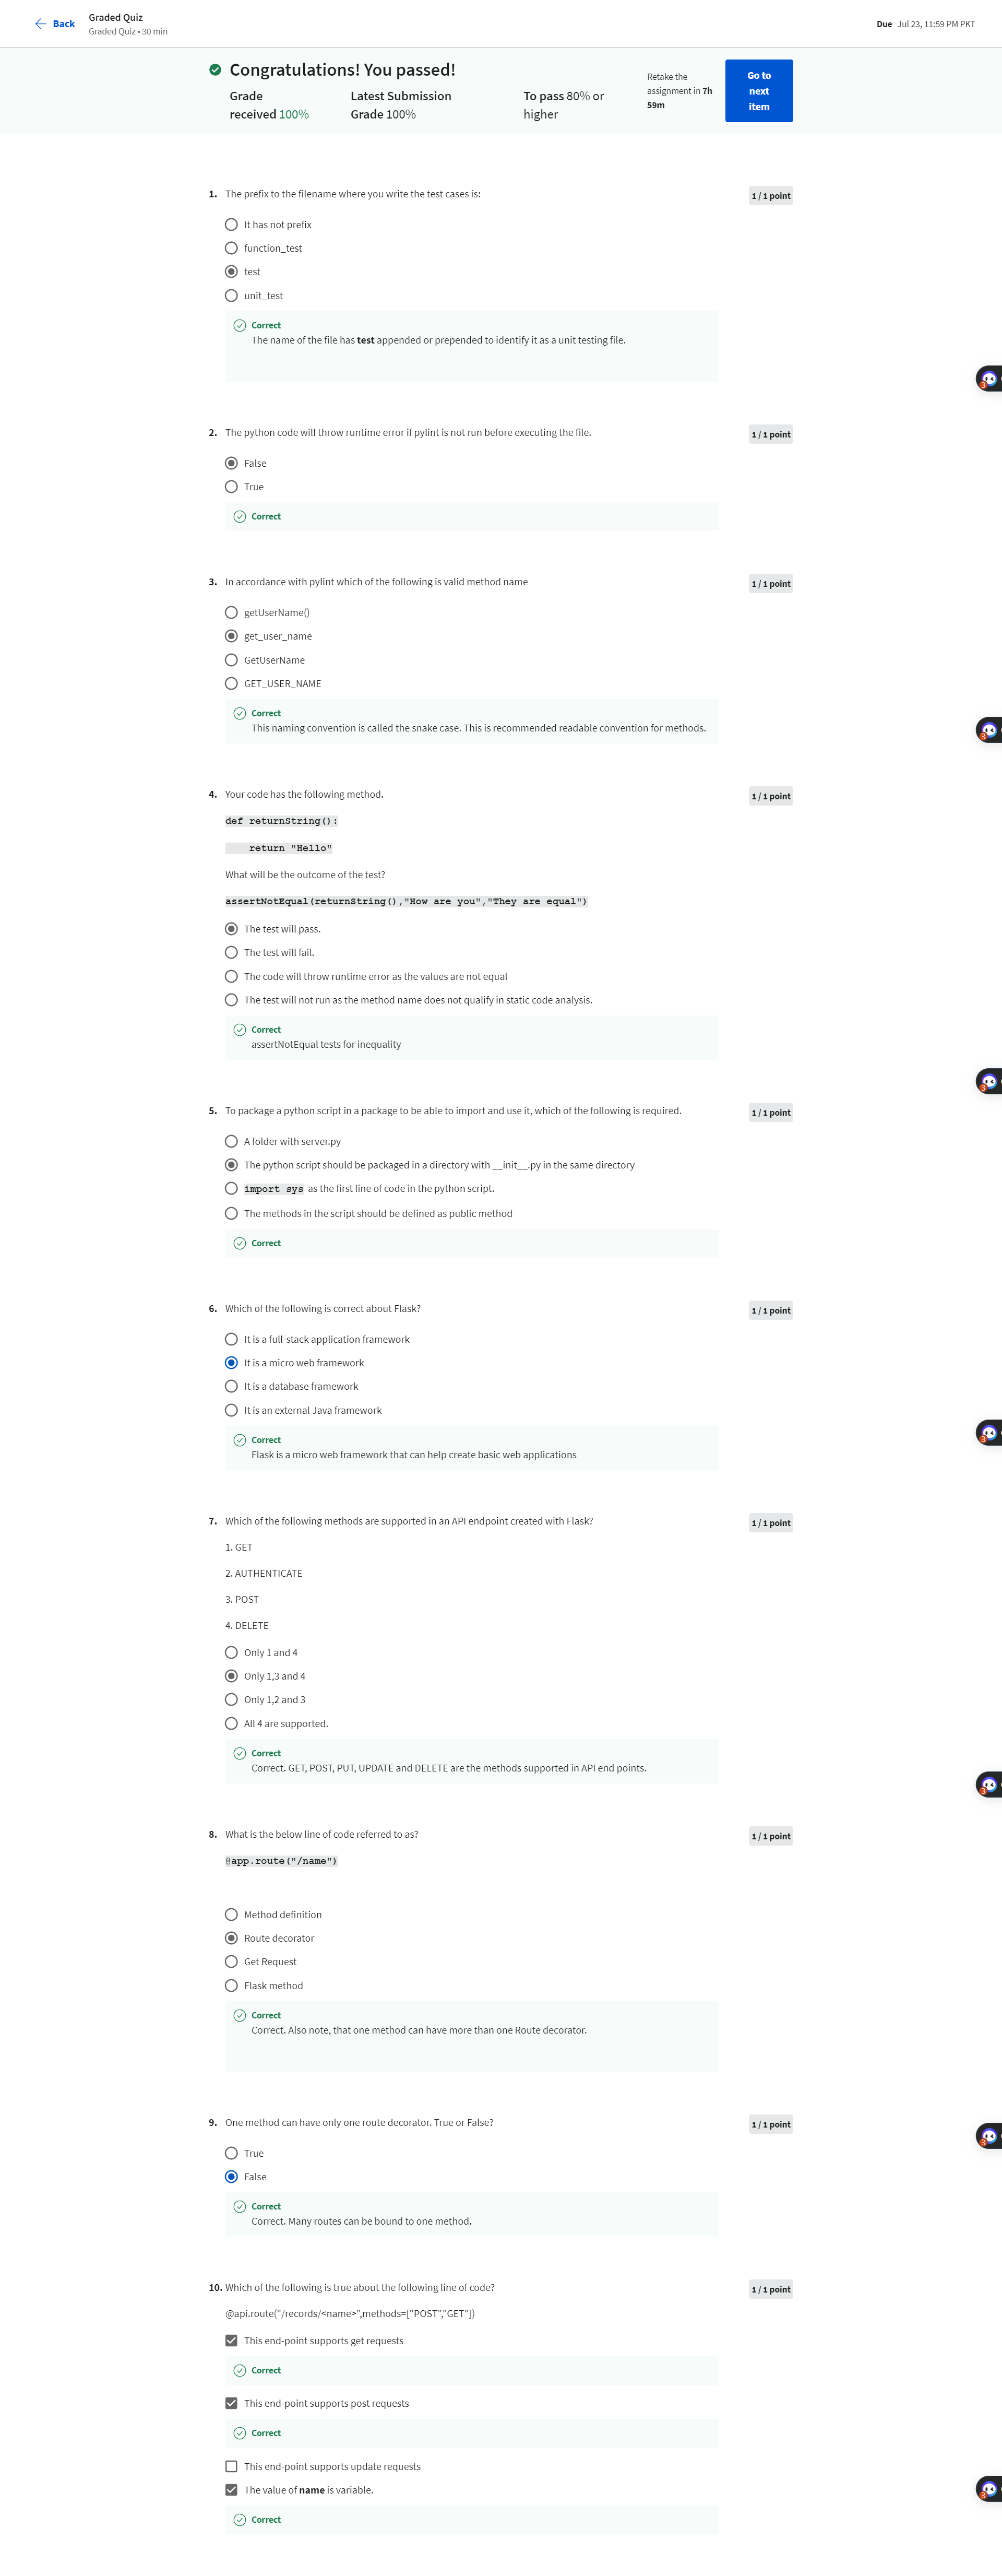 Back
Graded Quiz
Graded Quiz • 30 min
Due Jul 23, 11:59 PM PKT
Congratulations! You passed!
Grade received 100%
Latest Submission Grade 100%
To pass 80% or higher
Retake the assignment in 7h 59m
Go to next item
1. The prefix to the filename where you write the test cases is:
1 / 1 point
It has not prefix
function_test
test
unit_test
Correct
The name of the file has test appended or prepended to identify it as a unit testing file.
2. The python code will throw runtime error if pylint is not run before executing the file.
1 / 1 point
False
True
Correct
3. In accordance with pylint which of the following is valid method name
1 / 1 point
getUserName()
get_user_name
GetUserName
GET_USER_NAME
Correct
This naming convention is called the snake case. This is recommended readable convention for methods.
4. Your code has the following method.
1 / 1 point
def returnString():
return "Hello"
What will be the outcome of the test?
assertNotEqual(returnString(),"How are you","They are equal")
The test will pass.
The test will fail.
The code will throw runtime error as the values are not equal
The test will not run as the method name does not qualify in static code analysis.
Correct
assertNotEqual tests for inequality
5. To package a python script in a package to be able to import and use it, which of the following is required.
1 / 1 point
A folder with server.py
The python script should be packaged in a directory with __init__.py in the same directory
import sys as the first line of code in the python script.
The methods in the script should be defined as public method
Correct
6. Which of the following is correct about Flask?
1 / 1 point
It is a full-stack application framework
It is a micro web framework
It is a database framework
It is an external Java framework
Correct
Flask is a micro web framework that can help create basic web applications
7. Which of the following methods are supported in an API endpoint created with Flask?
1 / 1 point
1. GET
2. AUTHENTICATE
3. POST
4. DELETE
Only 1 and 4
Only 1,3 and 4
Only 1,2 and 3
All 4 are supported.
Correct
Correct. GET, POST, PUT, UPDATE and DELETE are the methods supported in API end points.
8. What is the below line of code referred to as?
1 / 1 point
@app.route("/name")
Method definition
Route decorator
Get Request
Flask method
Correct
Correct. Also note, that one method can have more than one Route decorator.
9. One method can have only one route decorator. True or False?
1 / 1 point
True
False
Correct
Correct. Many routes can be bound to one method.
10. Which of the following is true about the following line of code?
1 / 1 point
@api.route("/records/<name>",methods=["POST","GET"])
This end-point supports get requests
Correct
This end-point supports post requests
Correct
This end-point supports update requests
The value of name is variable.
Correct